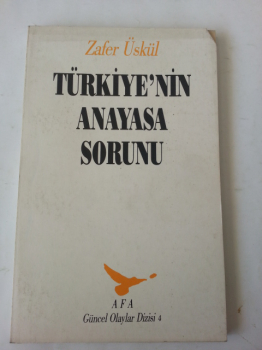 Zafer Üskül
TÜRKİYE'NİN
ANAYASA
SORUNU
AFA
Güncel Olaylar Dizisi 4